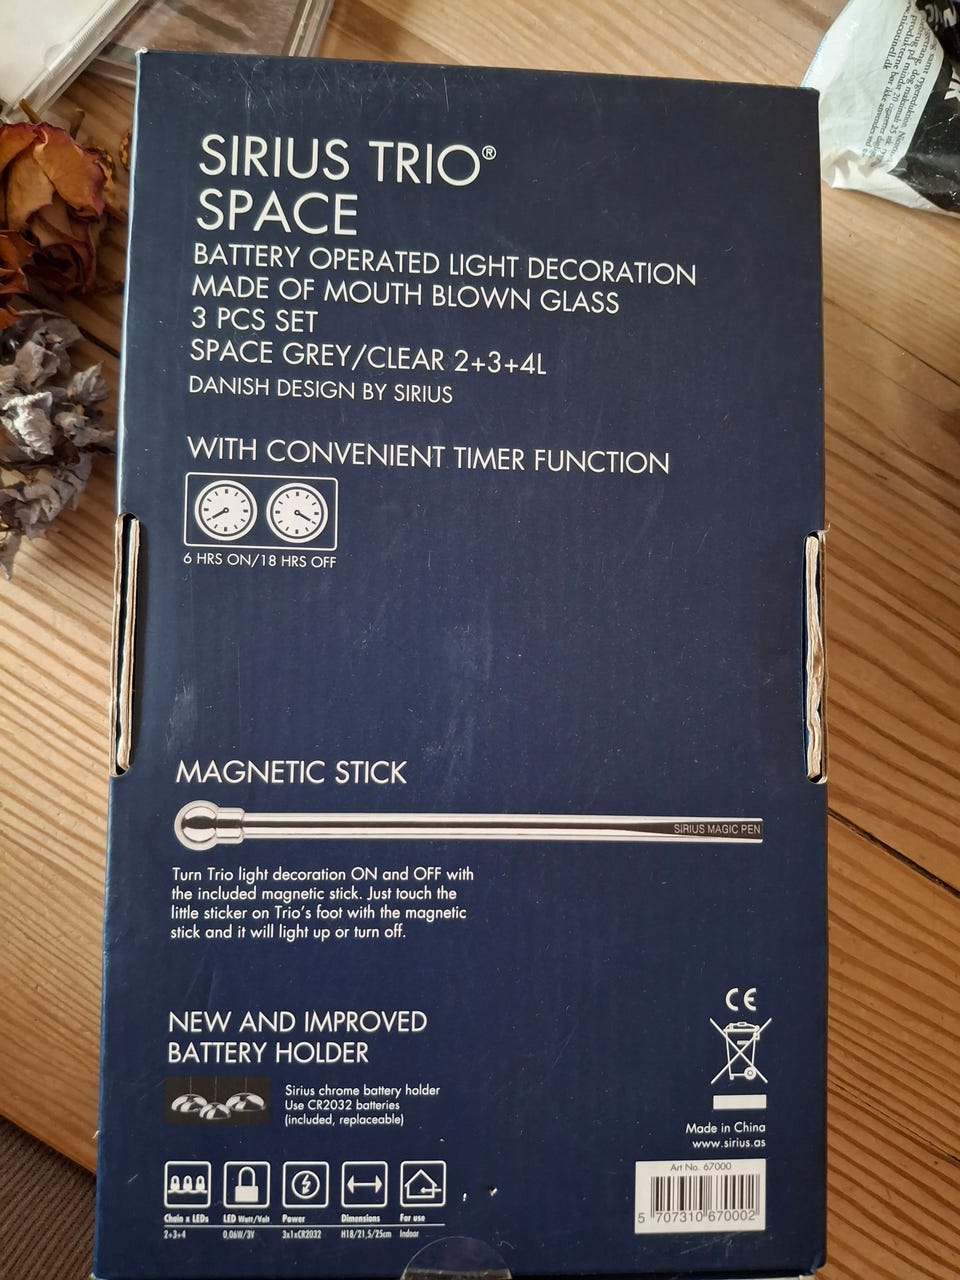 SIRIUS TRIO®
SPACE
BATTERY OPERATED LIGHT DECORATION
MADE OF MOUTH BLOWN GLASS
3 PCS SET
SPACE GREY/CLEAR 2+3+4L
DANISH DESIGN BY SIRIUS
WITH CONVENIENT TIMER FUNCTION
6 HRS ON/18 HRS OFF
MAGNETIC STICK
SIRIUS MAGIC PEN
Turn Trio light decoration ON and OFF with
the included magnetic stick. Just touch the
little sticker on Trio's foot with the magnetic
stick and it will light up or turn off.
NEW AND IMPROVED
BATTERY HOLDER
Sirius chrome battery holder
Use CR2032 batteries
(included, replaceable)
CE
Made in China
www.sirius.as
Art No. 67000
5 707310 670002
Chain x LEDs
2+3+4
LED Watt/Volt
0,06W/3V
Power
3x1xCR2032
Dimensions
H18/21,5/25cm
For use
Indoor